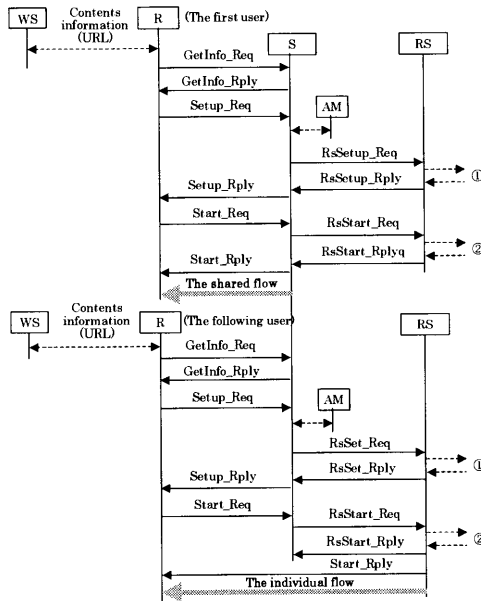 WS
Contents
information
(URL)
R
(The first user)
S
RS
GetInfo_Req
GetInfo_Rply
Setup_Req
AM
RsSetup_Req
①
RsSetup_Rply
Setup_Rply
Start_Req
RsStart_Req
②
RsStart_Rplyq
Start_Rply
The shared flow
WS
Contents
information
(URL)
R
(The following user)
RS
GetInfo_Req
GetInfo_Rply
Setup_Req
AM
RsSet_Req
①
RsSet_Rply
Setup_Rply
Start_Req
RsStart_Req
②
RsStart_Rply
Start_Rply
The individual flow